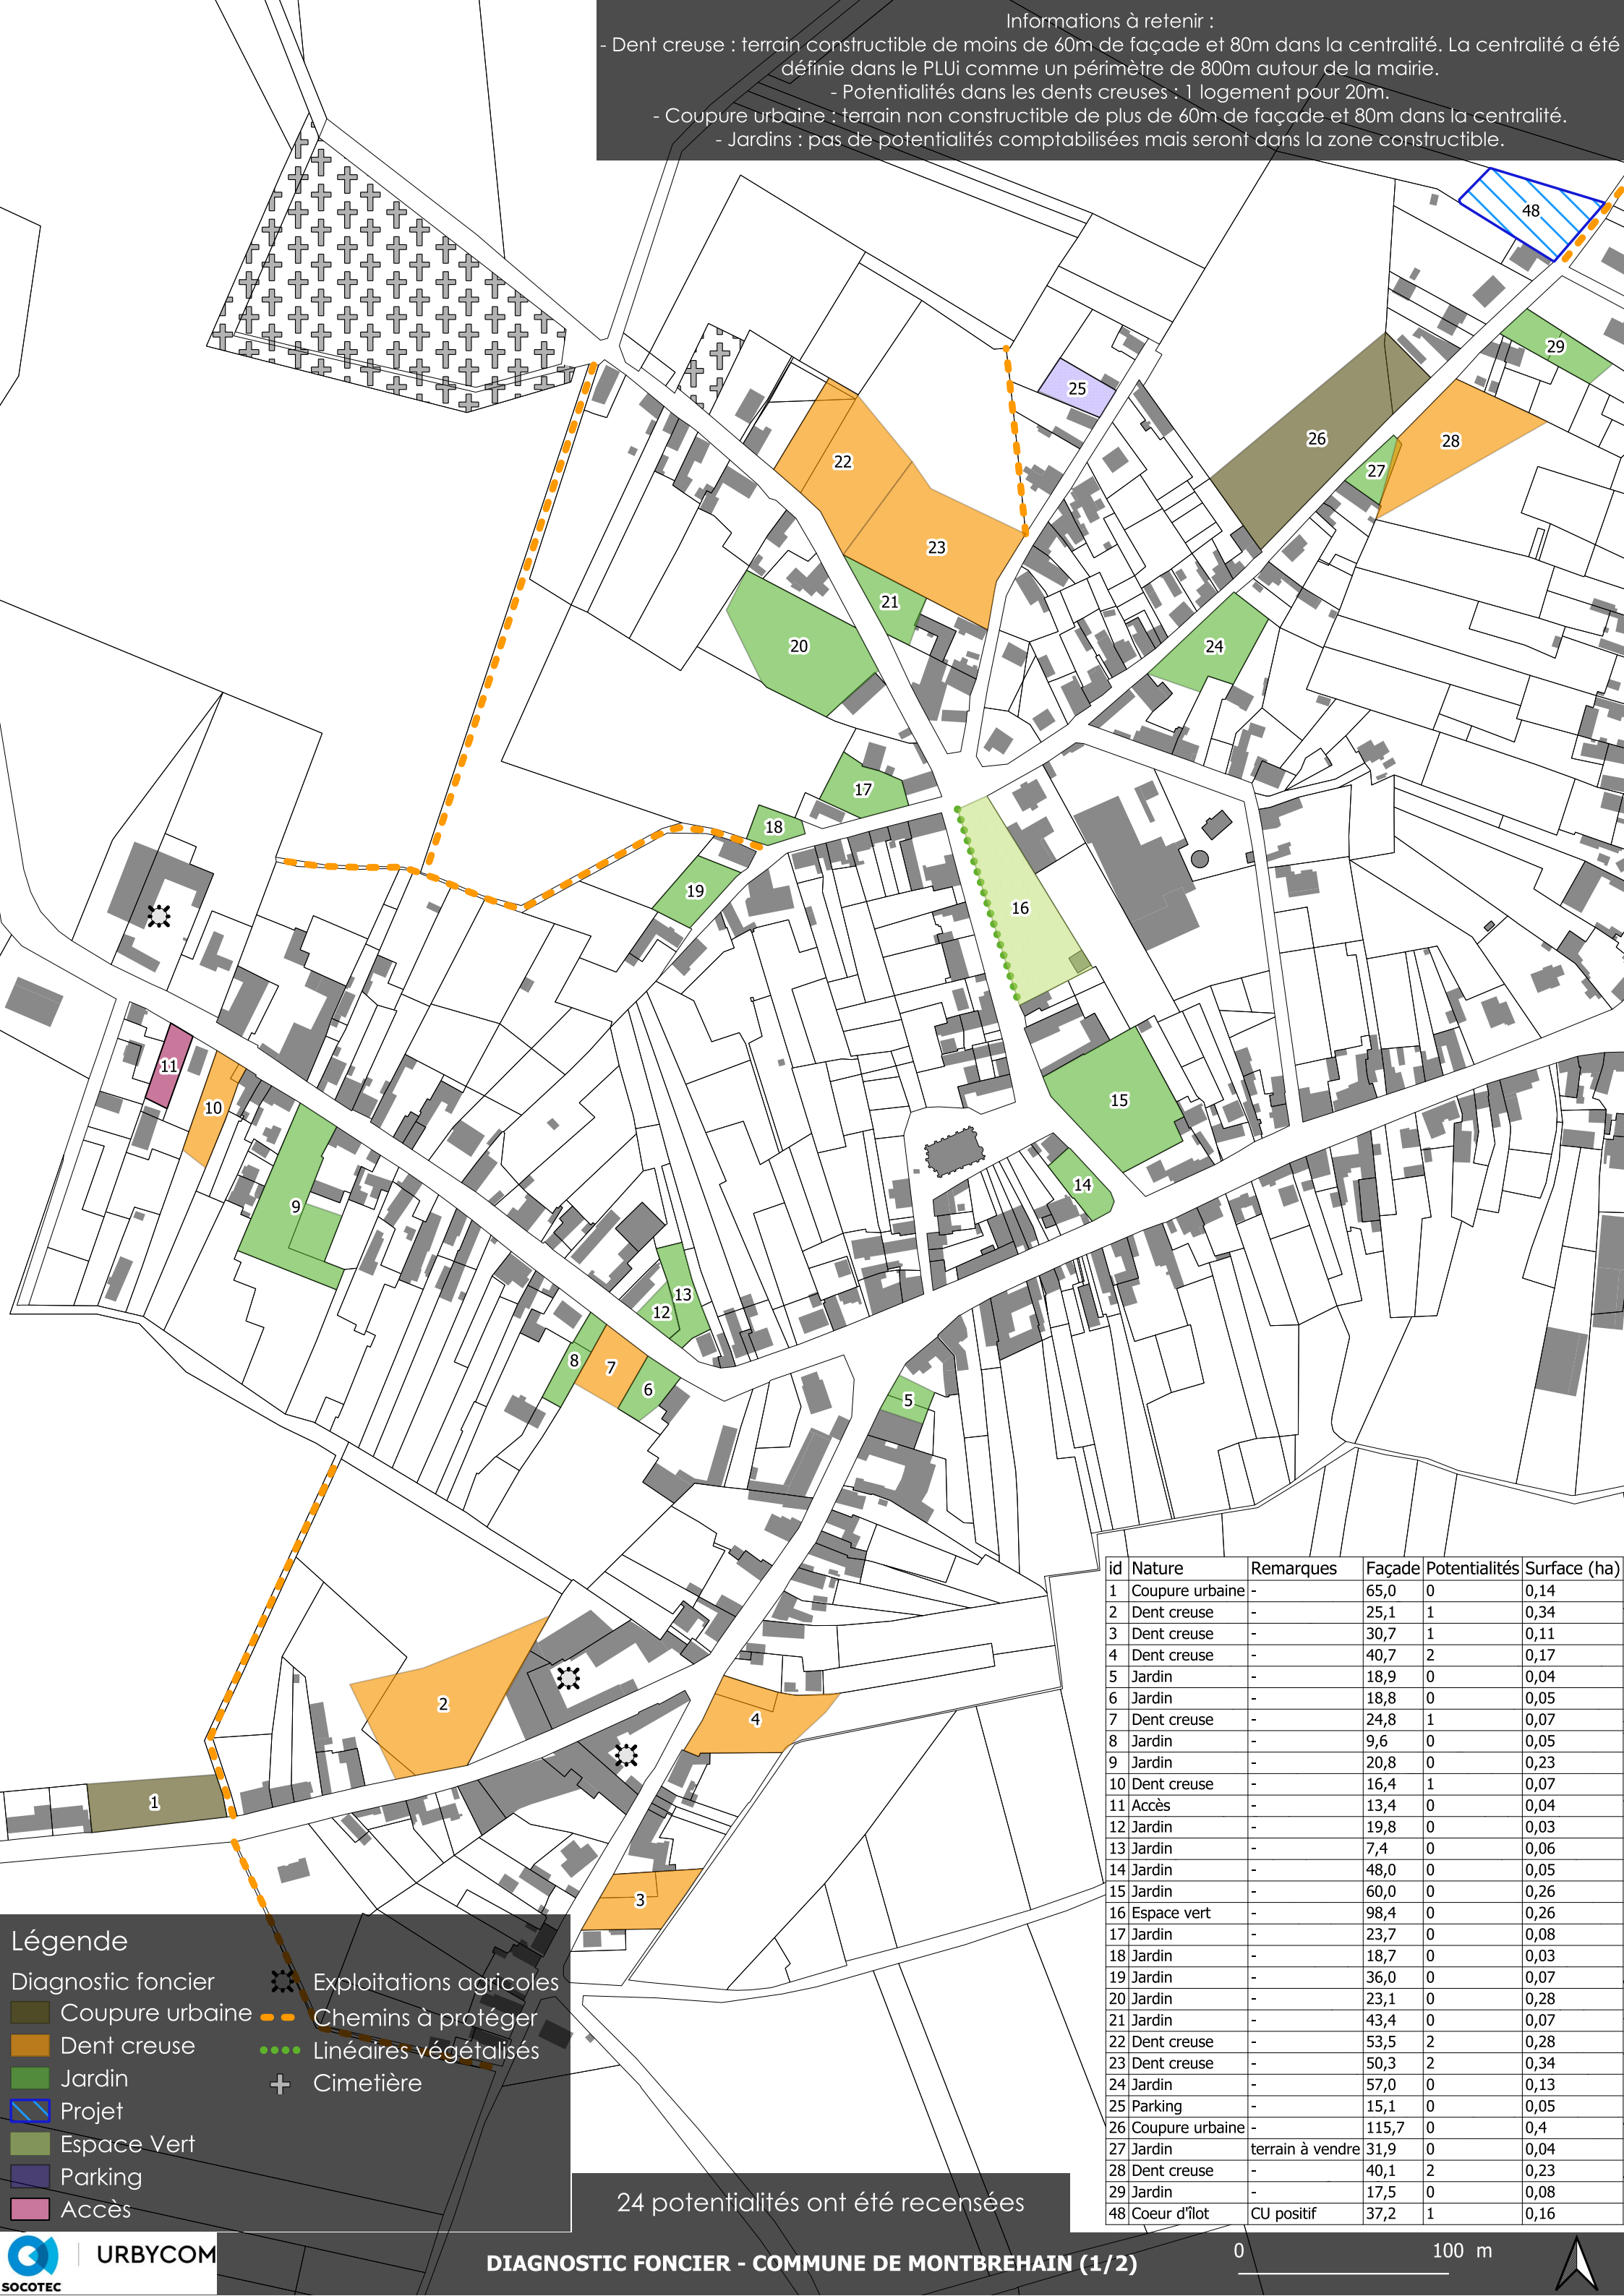 Informations à retenir :
- Dent creuse : terrain constructible de moins de 60m de façade et 80m dans la centralité. La centralité a été
définie dans le PLUi comme un périmètre de 800m autour de la mairie.
- Potentialités dans les dents creuses : 1 logement pour 20m.
- Coupure urbaine : terrain non constructible de plus de 60m de façade et 80m dans la centralité.
- Jardins : pas de potentialités comptabilisées mais seront dans la zone constructible.
48
29
25
26
28
22
27
23
21
20
24
17
18
19
16
11
10
15
14
9
13
12
8
7
6
5
2
4
1
3
id Nature Remarques Façade Potentialités Surface (ha)
1 Coupure urbaine - 65,0 0 0,14
2 Dent creuse - 25,1 1 0,34
3 Dent creuse - 30,7 1 0,11
4 Dent creuse - 40,7 2 0,17
5 Jardin - 18,9 0 0,04
6 Jardin - 18,8 0 0,05
7 Dent creuse - 24,8 1 0,07
8 Jardin - 9,6 0 0,05
9 Jardin - 20,8 0 0,23
10 Dent creuse - 16,4 1 0,07
11 Accès - 13,4 0 0,04
12 Jardin - 19,8 0 0,03
13 Jardin - 7,4 0 0,06
14 Jardin - 48,0 0 0,05
15 Jardin - 60,0 0 0,26
16 Espace vert - 98,4 0 0,26
17 Jardin - 23,7 0 0,08
18 Jardin - 18,7 0 0,03
19 Jardin - 36,0 0 0,07
20 Jardin - 23,1 0 0,28
21 Jardin - 43,4 0 0,07
22 Dent creuse - 53,5 2 0,28
23 Dent creuse - 50,3 2 0,34
24 Jardin - 57,0 0 0,13
25 Parking - 15,1 0 0,05
26 Coupure urbaine - 115,7 0 0,4
27 Jardin terrain à vendre 31,9 0 0,04
28 Dent creuse - 40,1 2 0,23
29 Jardin - 17,5 0 0,08
48 Coeur d'îlot CU positif 37,2 1 0,16
Légende
Diagnostic foncier
Coupure urbaine
Dent creuse
Jardin
Projet
Espace Vert
Parking
Accès
Exploitations agricoles
Chemins à protéger
Linéaires végétalisés
Cimetière
24 potentialités ont été recensées
SOCOTEC
URBYCOM
DIAGNOSTIC FONCIER - COMMUNE DE MONTBREHAIN (1/2)
0 100 m